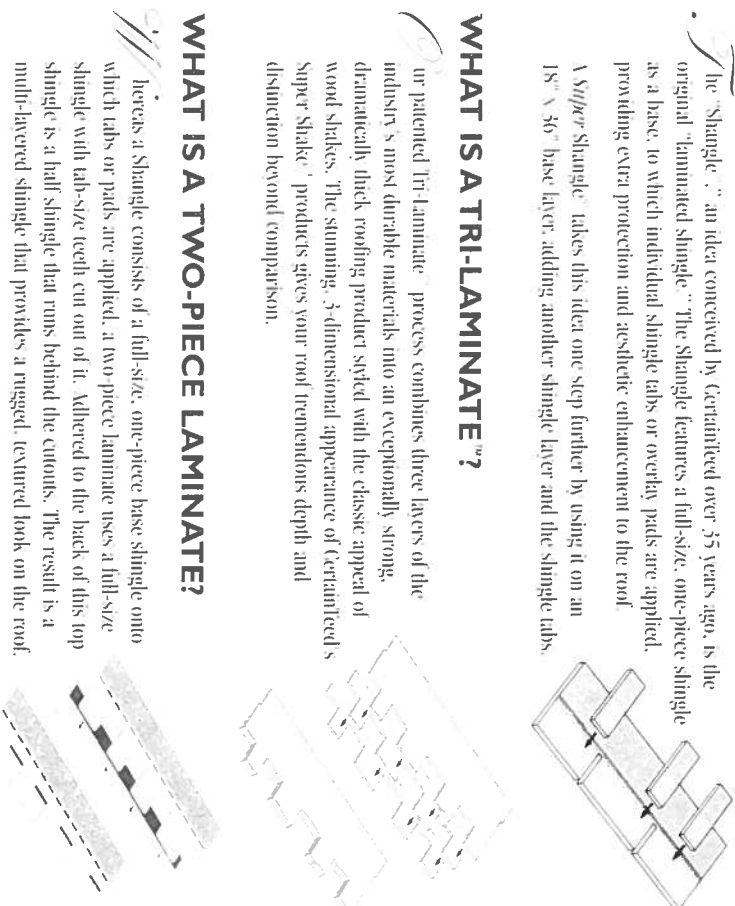 The "Shangle®," an idea conceived by CertainTeed over 35 years ago, is the
original "laminated shingle." The Shangle features a full-size, one-piece shingle
as a base, to which individual shingle tabs or overlay pads are applied,
providing extra protection and aesthetic enhancement to the roof.
A Super Shangle® takes this idea one step further by using it on an
18" x 36" base layer, adding another shingle layer and the shingle tabs.
WHAT IS A TRI-LAMINATE™?
Our patented Tri-Laminate™ process combines three layers of the
industry's most durable materials into an exceptionally strong,
dramatically thick roofing product styled with the classic appeal of
wood shakes. The stunning, 3-dimensional appearance of CertainTeed's
Super Shake™ products gives your roof tremendous depth and
distinction beyond comparison.
WHAT IS A TWO-PIECE LAMINATE?
Whereas a Shangle consists of a full-size, one-piece base shingle onto
which tabs or pads are applied, a two-piece laminate uses a full-size
shingle with tab-size teeth cut out of it. Adhered to the back of this top
shingle is a half shingle that runs behind the cutouts. The result is a
multi-layered shingle that provides a rugged, textured look on the roof.